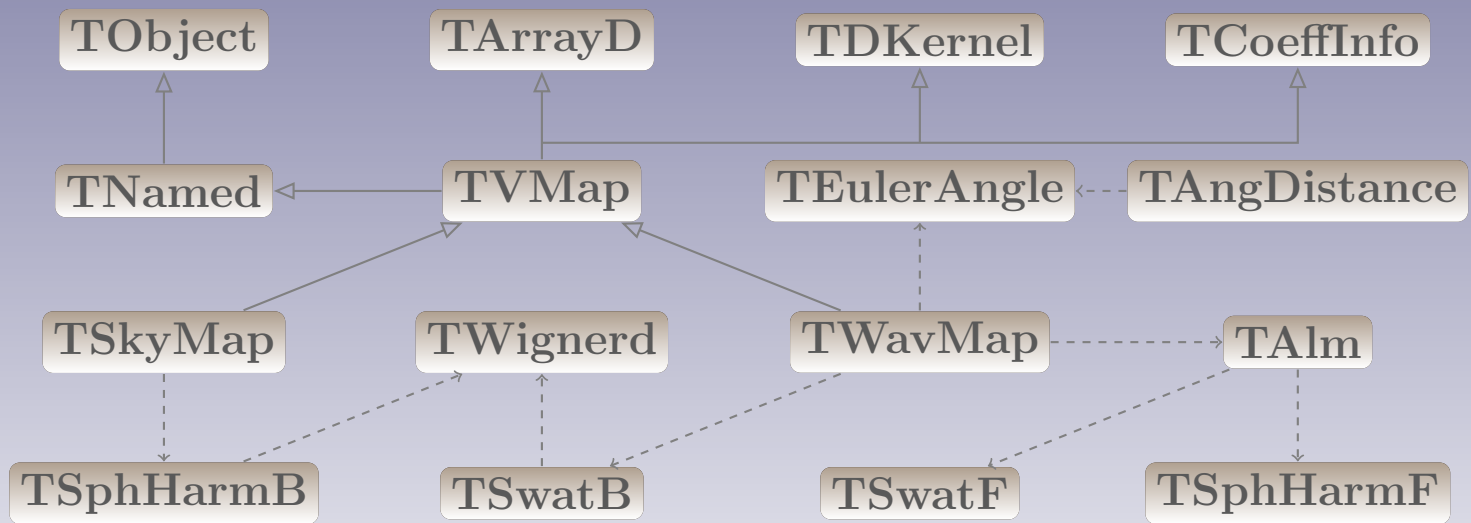 TObject TArrayD TDKernel TCoeffInfo
TNamed TVMap TEulerAngle TAngDistance
TSkyMap TWignerd TWavMap TAlm
TSphHarmB TSwatB TSwatF TSphHarmF